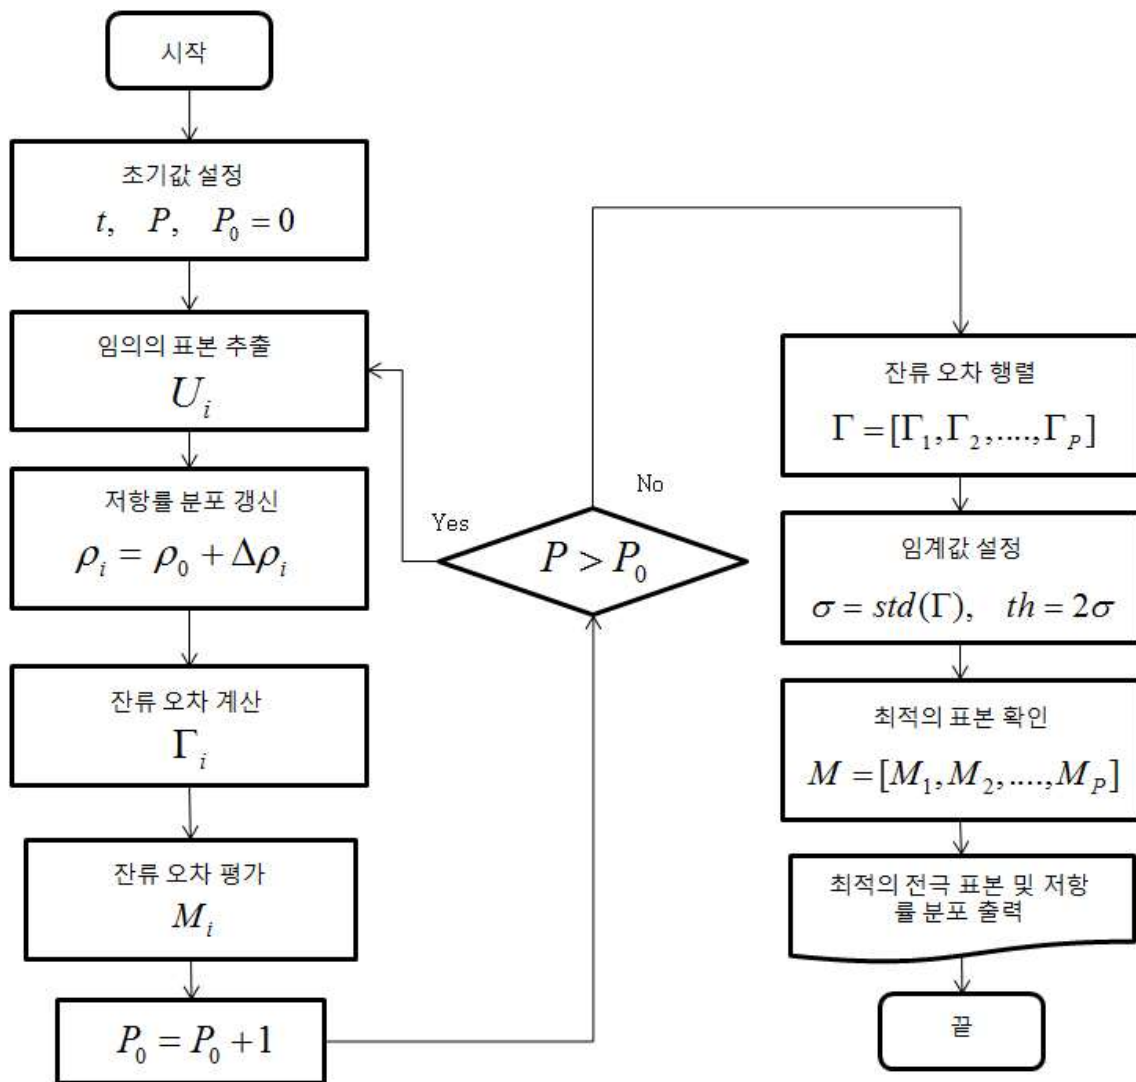 시작
초기값 설정
t, P, P₀ = 0
임의의 표본 추출
Uᵢ
저항률 분포 갱신
ρᵢ = ρ₀ + Δρᵢ
잔류 오차 계산
Γᵢ
잔류 오차 평가
Mᵢ
P₀ = P₀ + 1
P > P₀
Yes
No
잔류 오차 행렬
Γ = [Γ₁, Γ₂, ...., Γ_P]
임계값 설정
σ = std(Γ), th = 2σ
최적의 표본 확인
M = [M₁, M₂, ...., M_P]
최적의 전극 표본 및 저항
률 분포 출력
끝